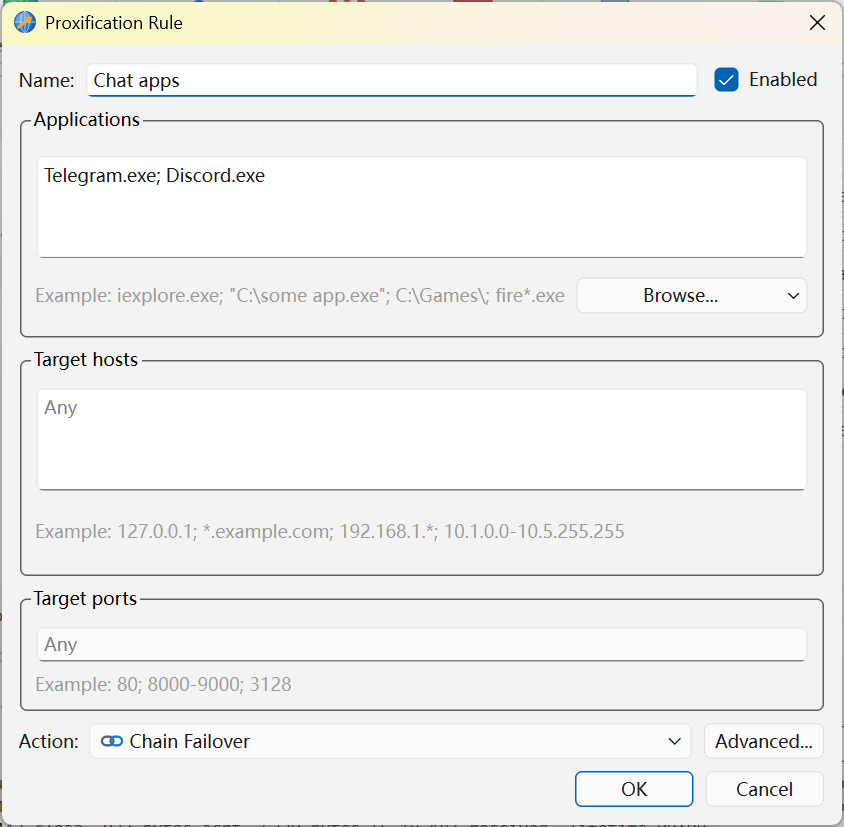 Proxification Rule
Name: Chat apps Enabled
Applications
Telegram.exe; Discord.exe
Example: iexplore.exe; "C:\some app.exe"; C:\Games\; fire*.exe Browse...
Target hosts
Any
Example: 127.0.0.1; *.example.com; 192.168.1.*; 10.1.0.0-10.5.255.255
Target ports
Any
Example: 80; 8000-9000; 3128
Action: Chain Failover Advanced...
OK Cancel